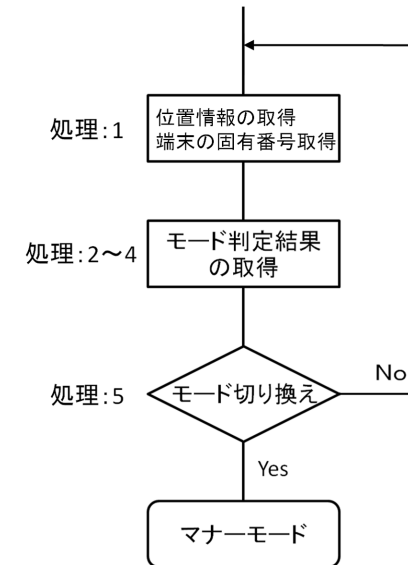 処理:1
位置情報の取得
端末の固有番号取得
処理:2～4
モード判定結果
の取得
処理:5
モード切り換え
No
Yes
マナーモード